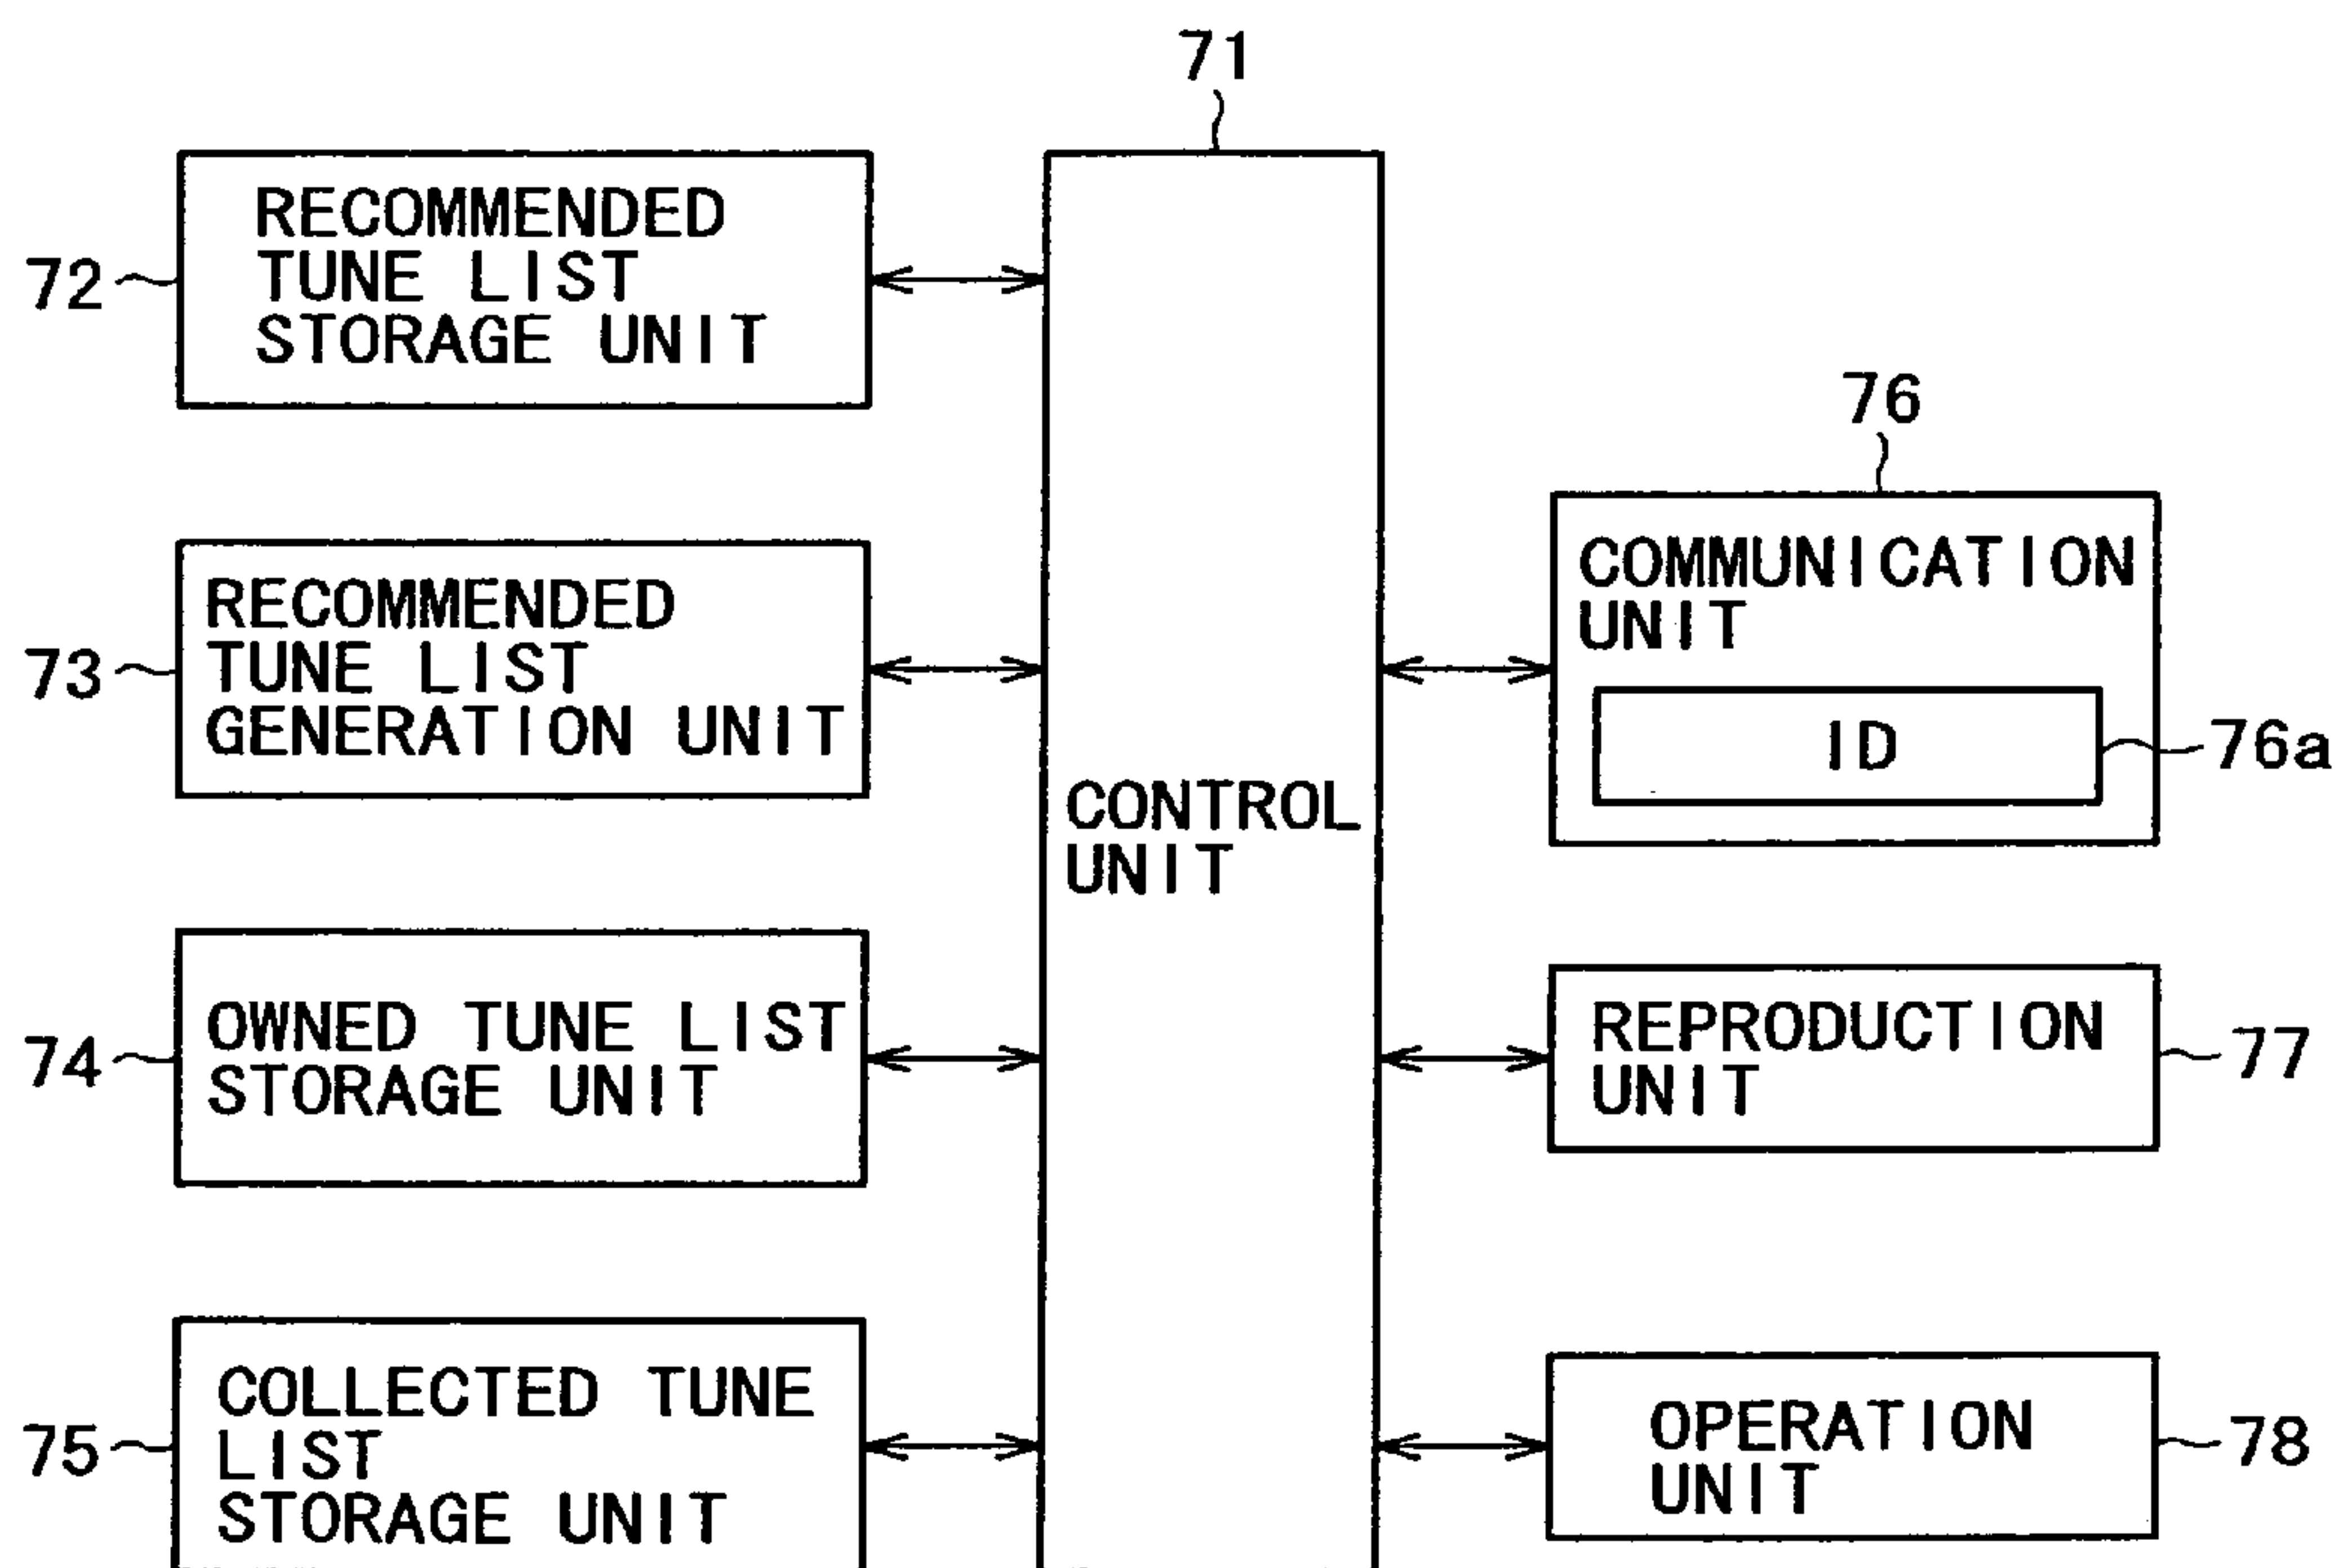 71
72
RECOMMENDED
TUNE LIST
STORAGE UNIT
73
RECOMMENDED
TUNE LIST
GENERATION UNIT
74
OWNED TUNE LIST
STORAGE UNIT
75
COLLECTED TUNE
LIST
STORAGE UNIT
CONTROL
UNIT
76
COMMUNICATION
UNIT
ID
76a
REPRODUCTION
UNIT
77
OPERATION
UNIT
78